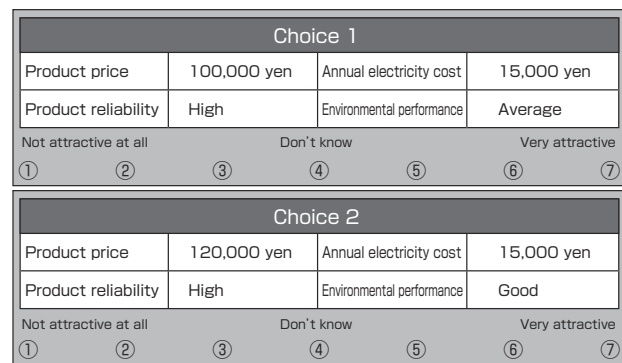 Choice 1
Product price 100,000 yen Annual electricity cost 15,000 yen
Product reliability High Environmental performance Average
Not attractive at all Don't know Very attractive
① ② ③ ④ ⑤ ⑥ ⑦
Choice 2
Product price 120,000 yen Annual electricity cost 15,000 yen
Product reliability High Environmental performance Good
Not attractive at all Don't know Very attractive
① ② ③ ④ ⑤ ⑥ ⑦